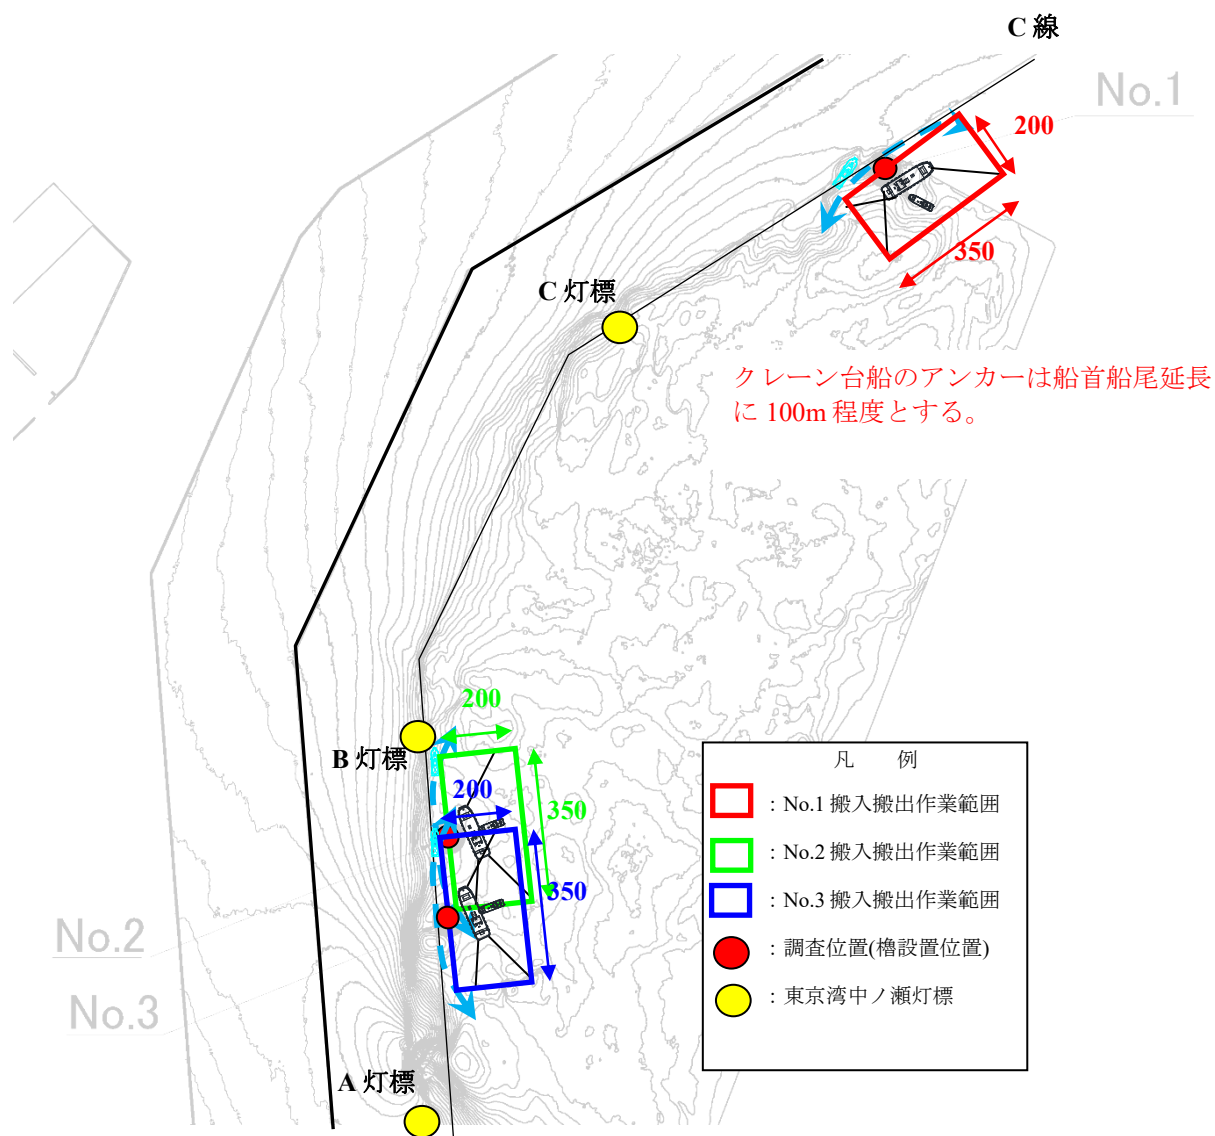 C 線
No.1
200
350
C 灯標
クレーン台船のアンカーは船首船尾延長
に 100m 程度とする。
200
B 灯標
200
350
350
No.2
No.3
A 灯標
凡 例
：No.1 搬入搬出作業範囲
：No.2 搬入搬出作業範囲
：No.3 搬入搬出作業範囲
：調査位置(櫓設置位置)
：東京湾中ノ瀬灯標